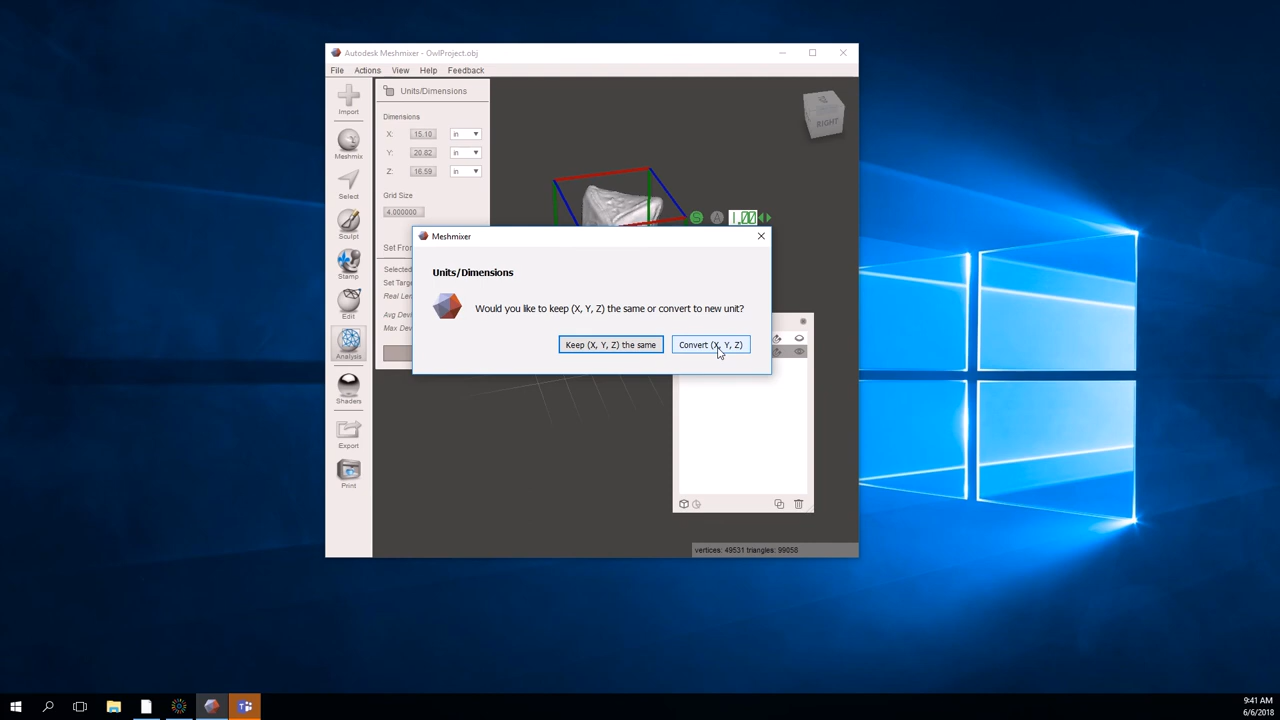 Autodesk Meshmixer - OwlProject.obj
File Actions View Help Feedback
Import
Meshmix
Select
Sculpt
Stamp
Edit
Analysis
Shaders
Export
Print
Units/Dimensions
Dimensions
X: 15.10 in
Y: 20.82 in
Z: 16.59 in
Grid Size
4.000000
Set From
Selected
Set Targe
Real Len
Avg Devi
Max Dev
RIGHT
S A 1.00
Meshmixer
Units/Dimensions
Would you like to keep (X, Y, Z) the same or convert to new unit?
Keep (X, Y, Z) the same
Convert (X, Y, Z)
vertices: 49531 triangles: 99058
9:41 AM
6/6/2018